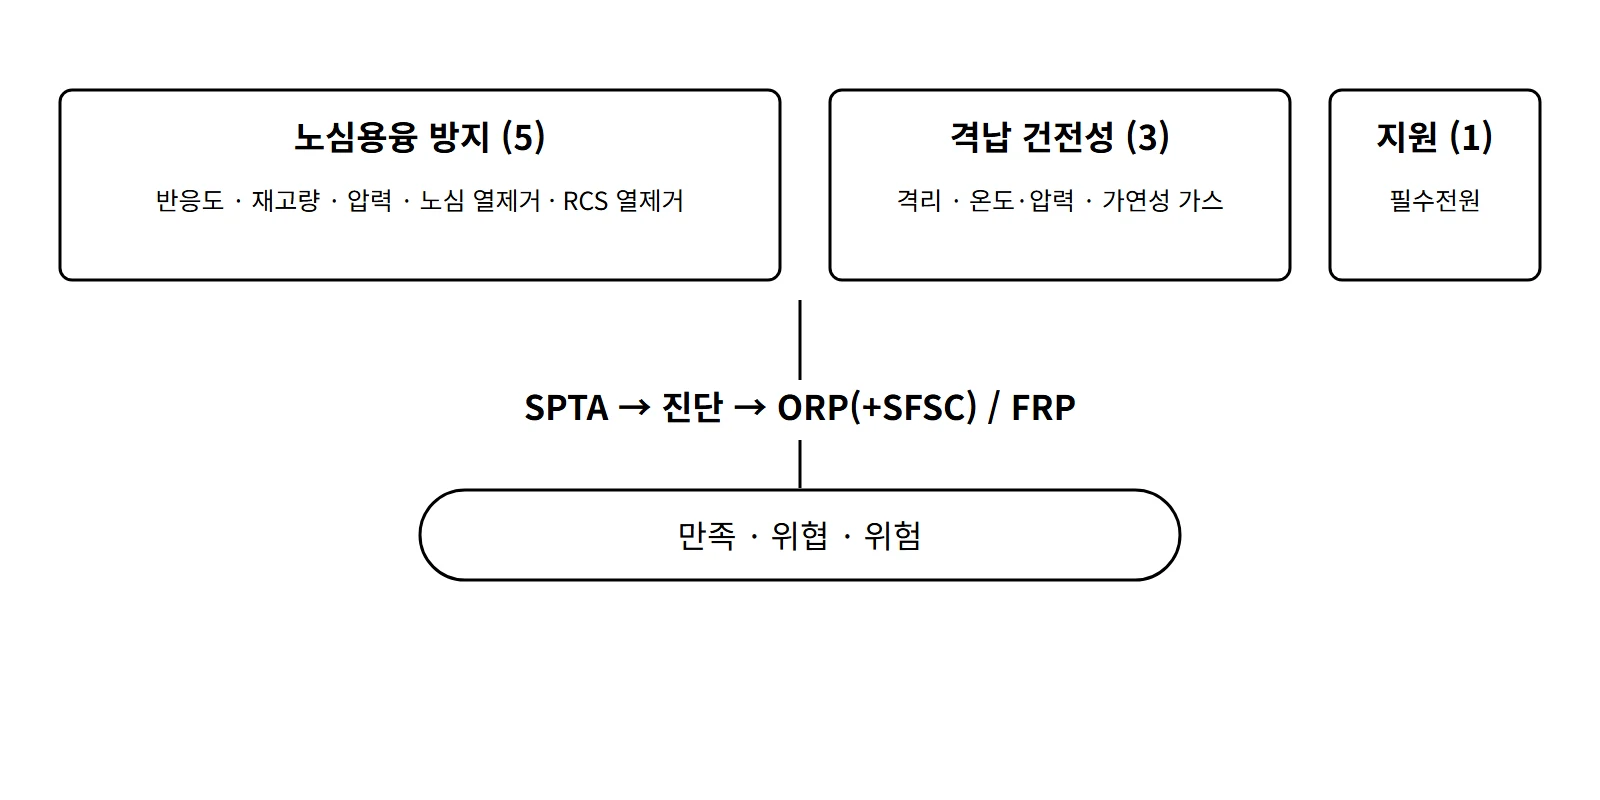 노심용융 방지 (5)
반응도 · 재고량 · 압력 · 노심 열제거 · RCS 열제거
격납 건전성 (3)
격리 · 온도·압력 · 가연성 가스
지원 (1)
필수전원
SPTA → 진단 → ORP(+SFSC) / FRP
만족 · 위협 · 위험